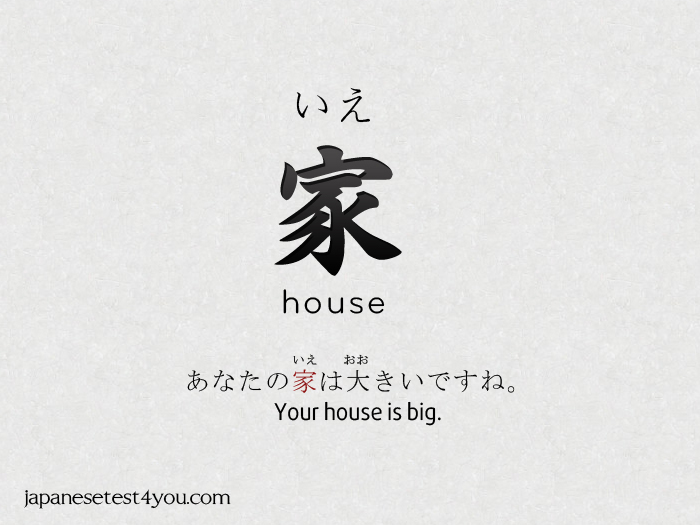 いえ
家
house
いえ おお
あなたの家は大きいですね。
Your house is big.
japanesetest4you.com